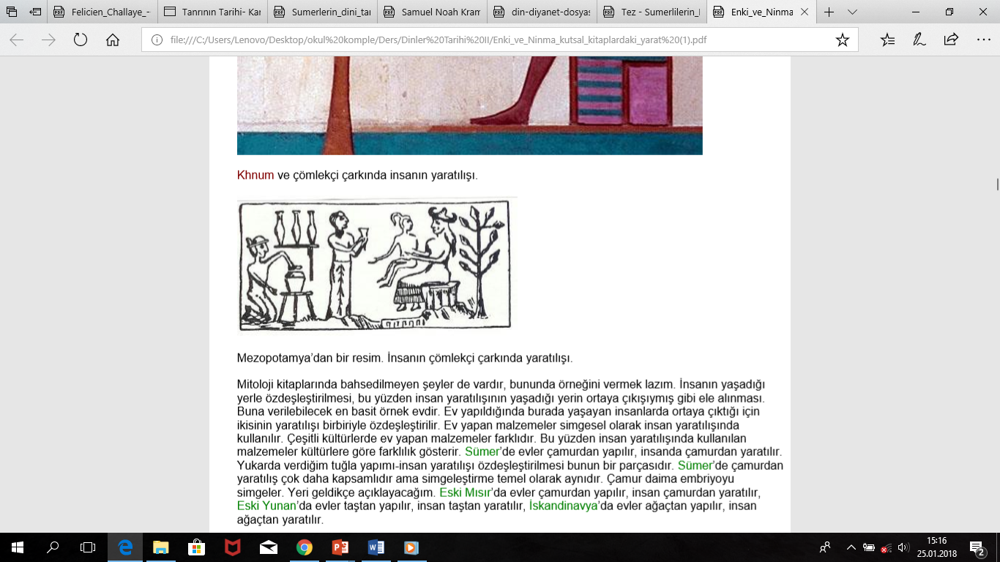 Felicien_Challaye_-
Tanrının Tarihi- Kar
Sumerlerin_dini_tar
Samuel Noah Kram
din-diyanet-dosyas
Tez - Sumerlilerin_I
Enki_ve_Ninma
file:///C:/Users/Lenovo/Desktop/okul%20komple/Ders/Dinler%20Tarihi%20II/Enki_ve_Ninma_kutsal_kitaplardaki_yarat%20(1).pdf
Khnum ve çömlekçi çarkında insanın yaratılışı.
Mezopotamya’dan bir resim. İnsanın çömlekçi çarkında yaratılışı.
Mitoloji kitaplarında bahsedilmeyen şeyler de vardır, bununda örneğini vermek lazım. İnsanın yaşadığı
yerle özdeşleştirilmesi, bu yüzden insan yaratılışının yaşadığı yerin ortaya çıkışıymış gibi ele alınması.
Buna verilebilecek en basit örnek evdir. Ev yapıldığında burada yaşayan insanlarda ortaya çıktığı için
ikisinin yaratılışı birbiriyle özdeşleştirilir. Ev yapan malzemeler simgesel olarak insan yaratılışında
kullanılır. Çeşitli kültürlerde ev yapan malzemeler farklıdır. Bu yüzden insan yaratılışında kullanılan
malzemeler kültürlere göre farklılık gösterir. Sümer’de evler çamurdan yapılır, insanda çamurdan yaratılır.
Yukarda verdiğim tuğla yapımı-insan yaratılışı özdeşleştirilmesi bunun bir parçasıdır. Sümer’de çamurdan
yaratılış çok daha kapsamlıdır ama simgeleştirme temel olarak aynıdır. Çamur daima embriyoyu
simgeler. Yeri geldikçe açıklayacağım. Eski Mısır’da evler çamurdan yapılır, insan çamurdan yaratılır,
Eski Yunan’da evler taştan yapılır, insan taştan yaratılır, İskandinavya’da evler ağaçtan yapılır, insan
ağaçtan yaratılır.
15:16
25.01.2018
2